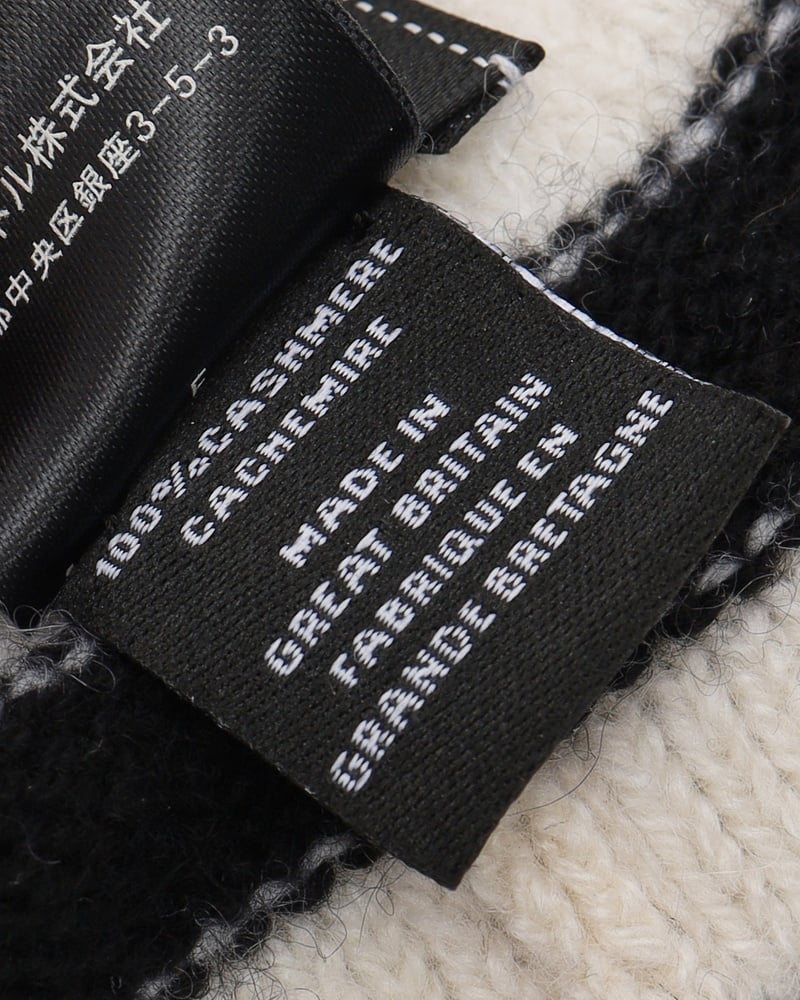 ネル株式会社
中央区銀座3-5-3
100%CASHMERE
CACHEMIRE
MADE IN
GREAT BRITAIN
FABRIQUE EN
GRANDE BRETAGNE